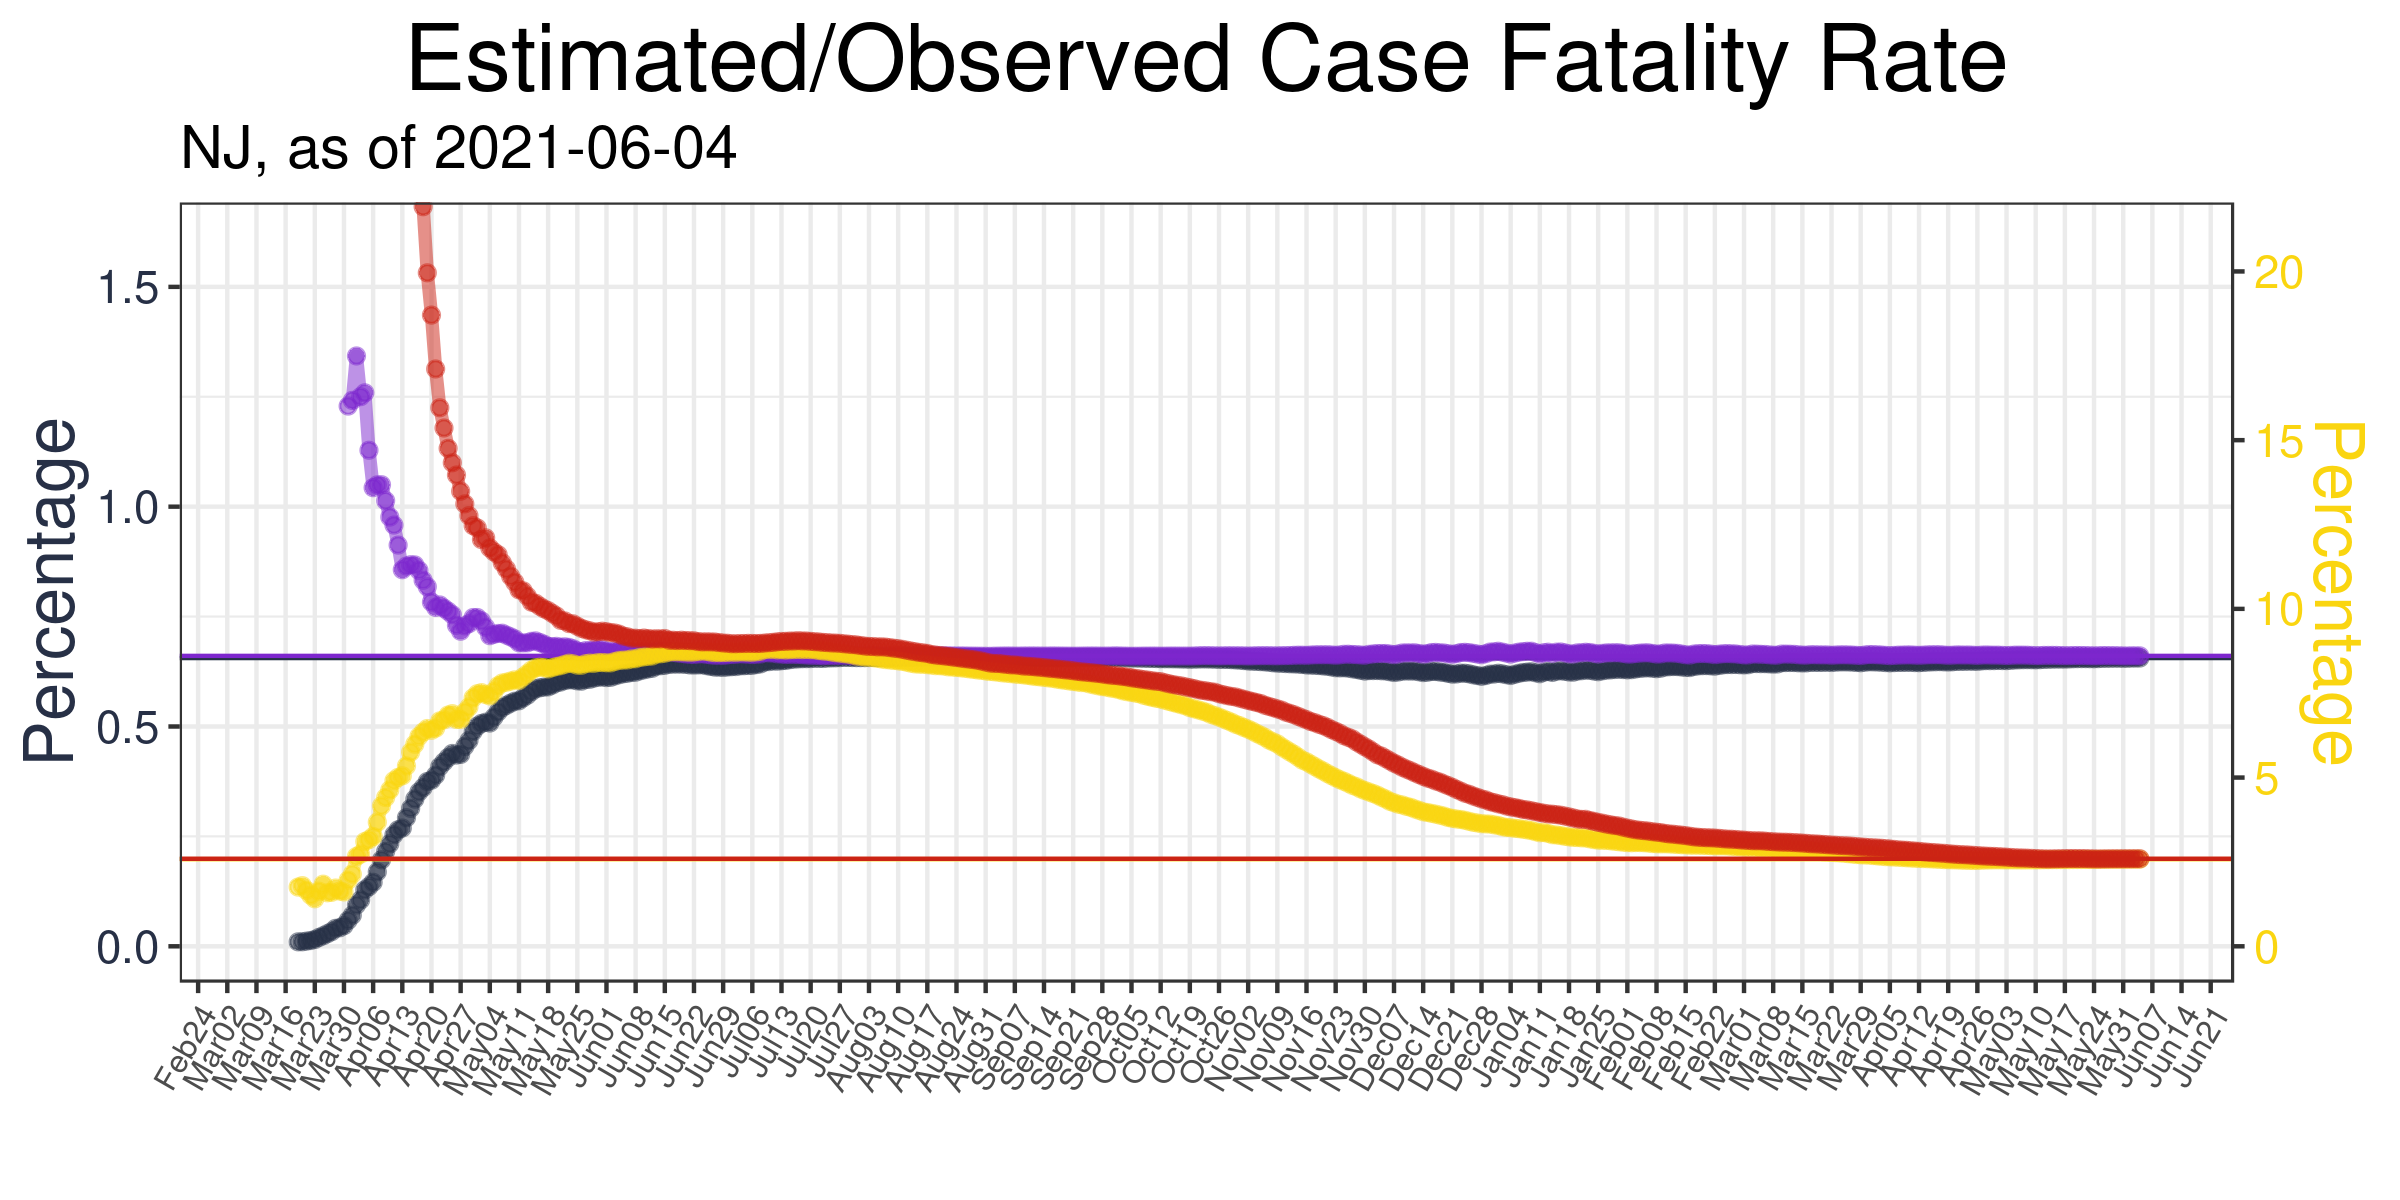 Estimated/Observed Case Fatality Rate
NJ, as of 2021-06-04
Percentage
1.5
1.0
0.5
0.0
20
15
10
5
0
Percentage
Feb24
Mar02
Mar09
Mar16
Mar23
Mar30
Apr06
Apr13
Apr20
Apr27
May04
May11
May18
May25
Jun01
Jun08
Jun15
Jun22
Jun29
Jul06
Jul13
Jul20
Jul27
Aug03
Aug10
Aug17
Aug24
Aug31
Sep07
Sep14
Sep21
Sep28
Oct05
Oct12
Oct19
Oct26
Nov02
Nov09
Nov16
Nov23
Nov30
Dec07
Dec14
Dec21
Dec28
Jan04
Jan11
Jan18
Jan25
Feb01
Feb08
Feb15
Feb22
Mar01
Mar08
Mar15
Mar22
Mar29
Apr05
Apr12
Apr19
Apr26
May03
May10
May17
May24
May31
Jun07
Jun14
Jun21